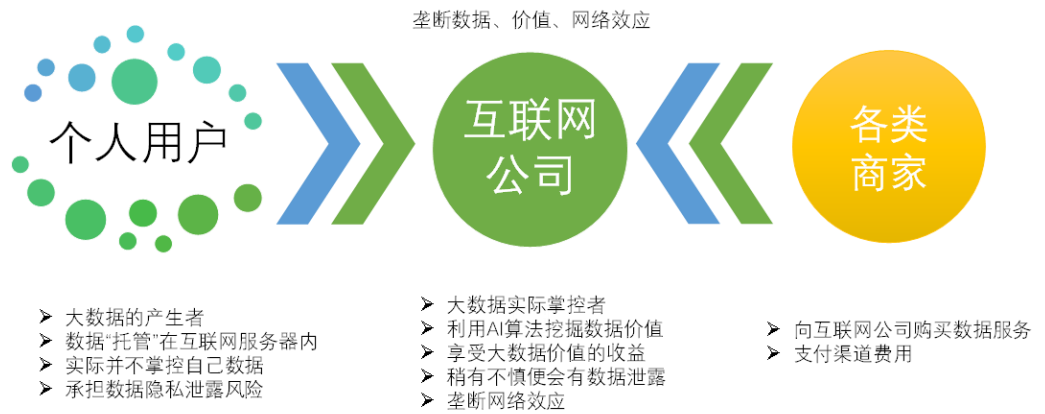 垄断数据、价值、网络效应
个人用户
互联网
公司
各类
商家
大数据的产生者
数据“托管”在互联网服务器内
实际并不掌控自己数据
承担数据隐私泄露风险
大数据实际掌控者
利用AI算法挖掘数据价值
享受大数据价值的收益
稍有不慎便会有数据泄露
垄断网络效应
向互联网公司购买数据服务
支付渠道费用